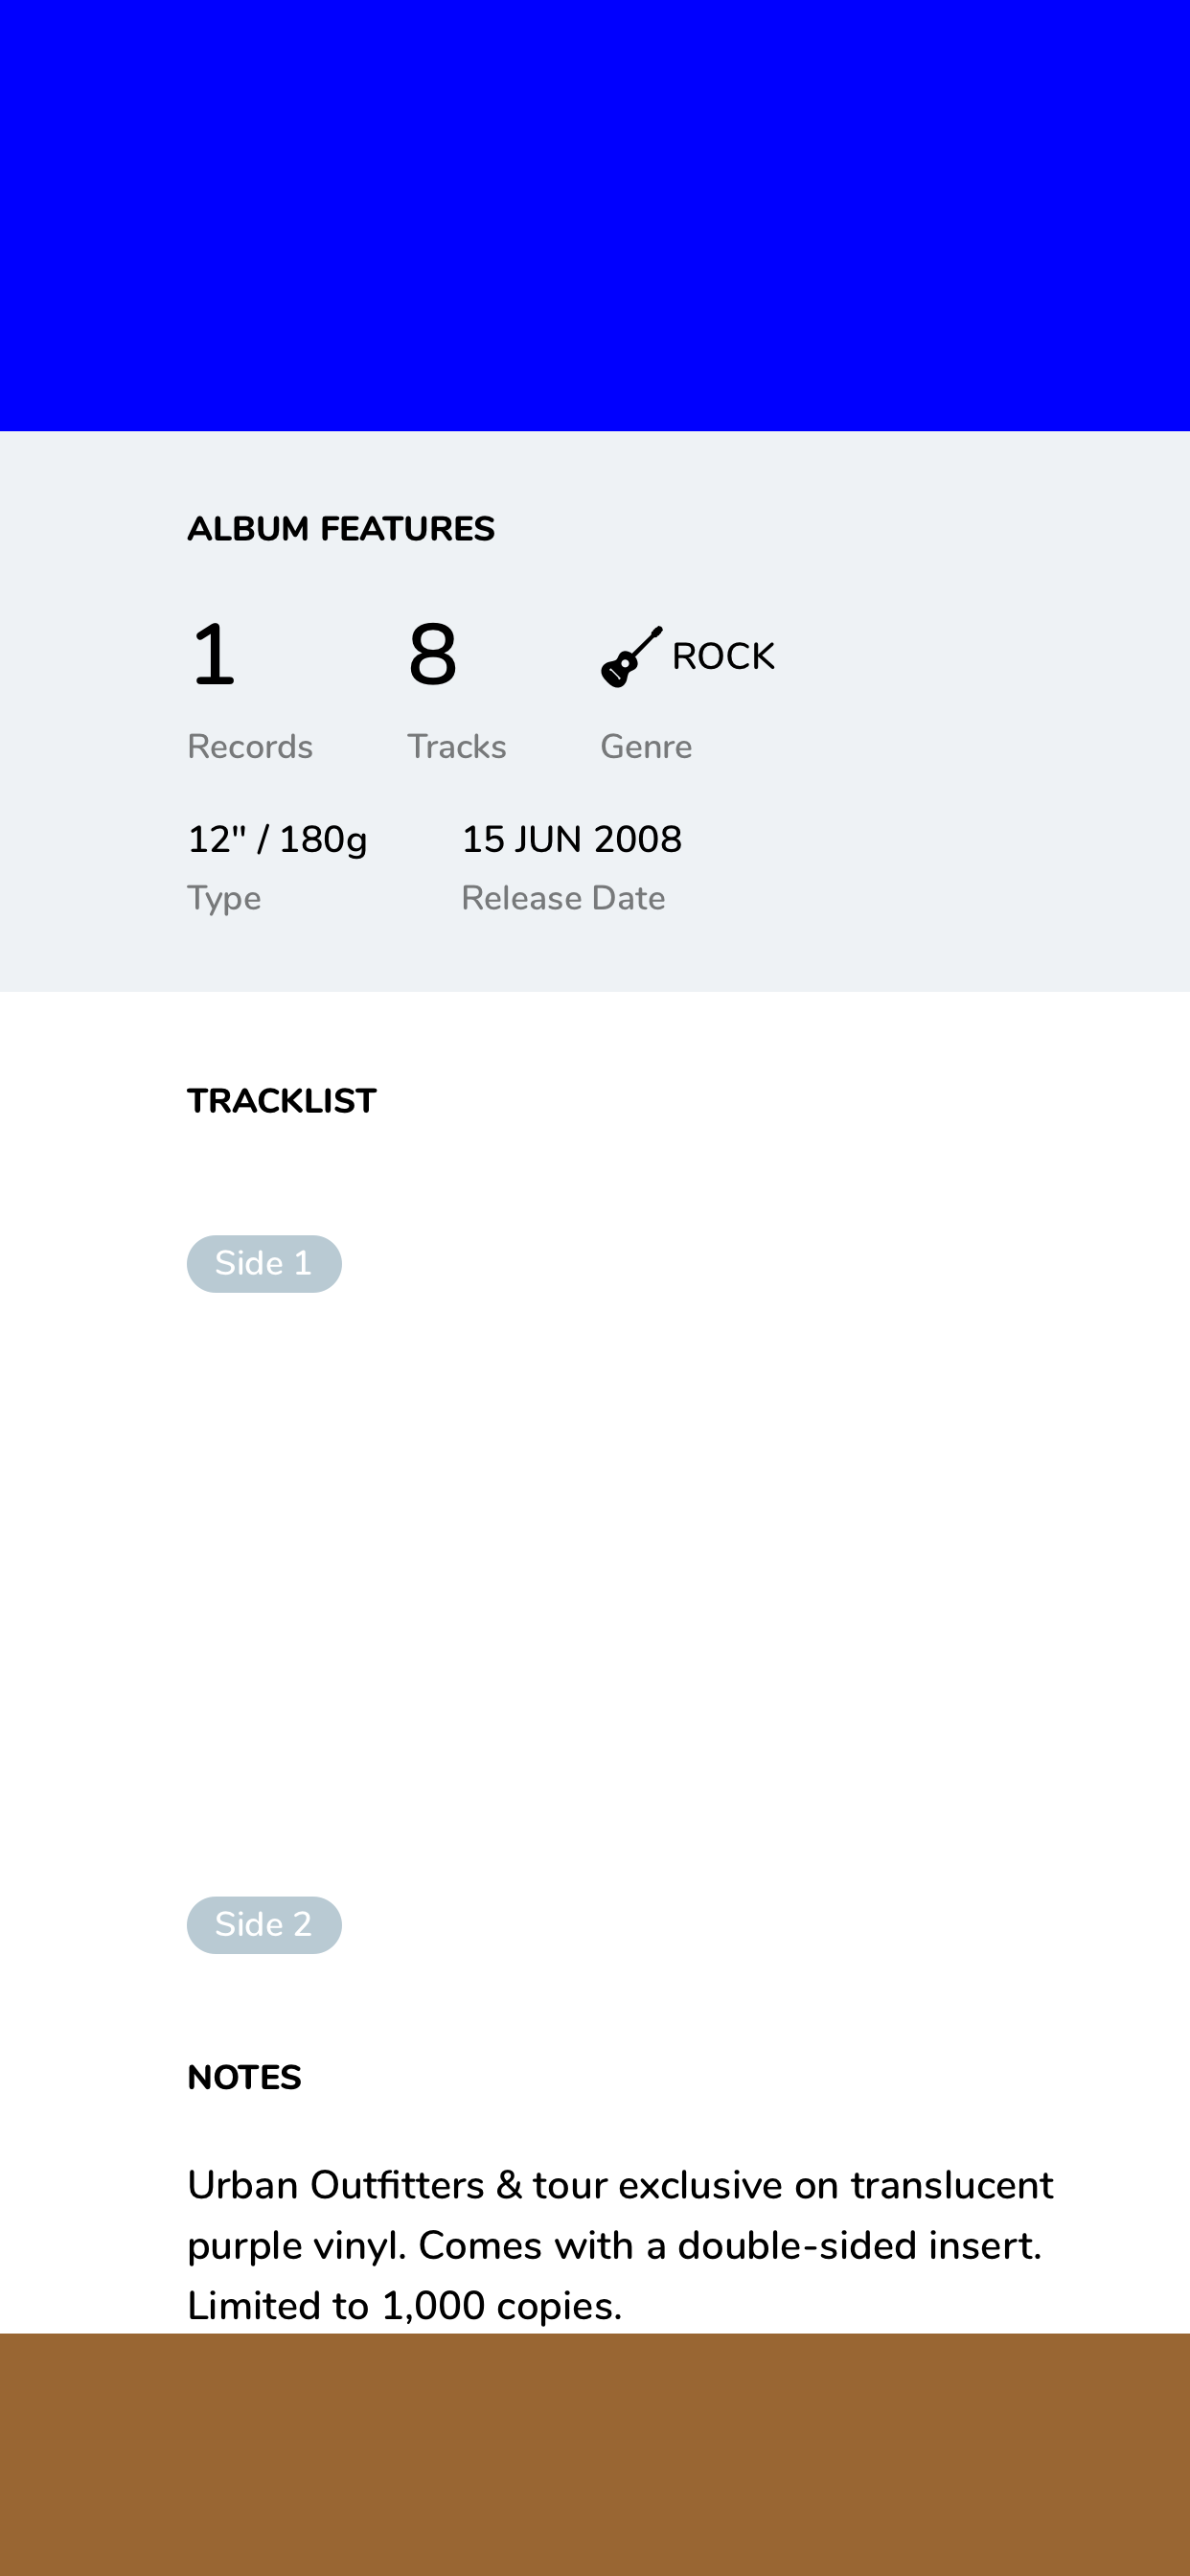 ALBUM FEATURES
1 8 ROCK
Records Tracks Genre
12" / 180g 15 JUN 2008
Type Release Date
TRACKLIST
Side 1
Side 2
NOTES
Urban Outfitters & tour exclusive on translucent
purple vinyl. Comes with a double-sided insert.
Limited to 1,000 copies.